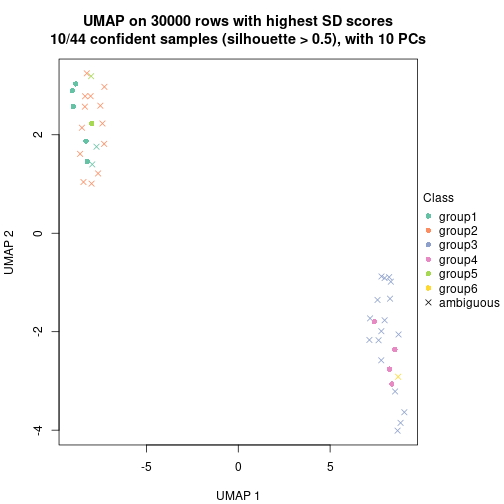 UMAP on 30000 rows with highest SD scores
10/44 confident samples (silhouette > 0.5), with 10 PCs
UMAP 2
2
0
-2
-4
-5
0
5
UMAP 1
Class
group1
group2
group3
group4
group5
group6
ambiguous